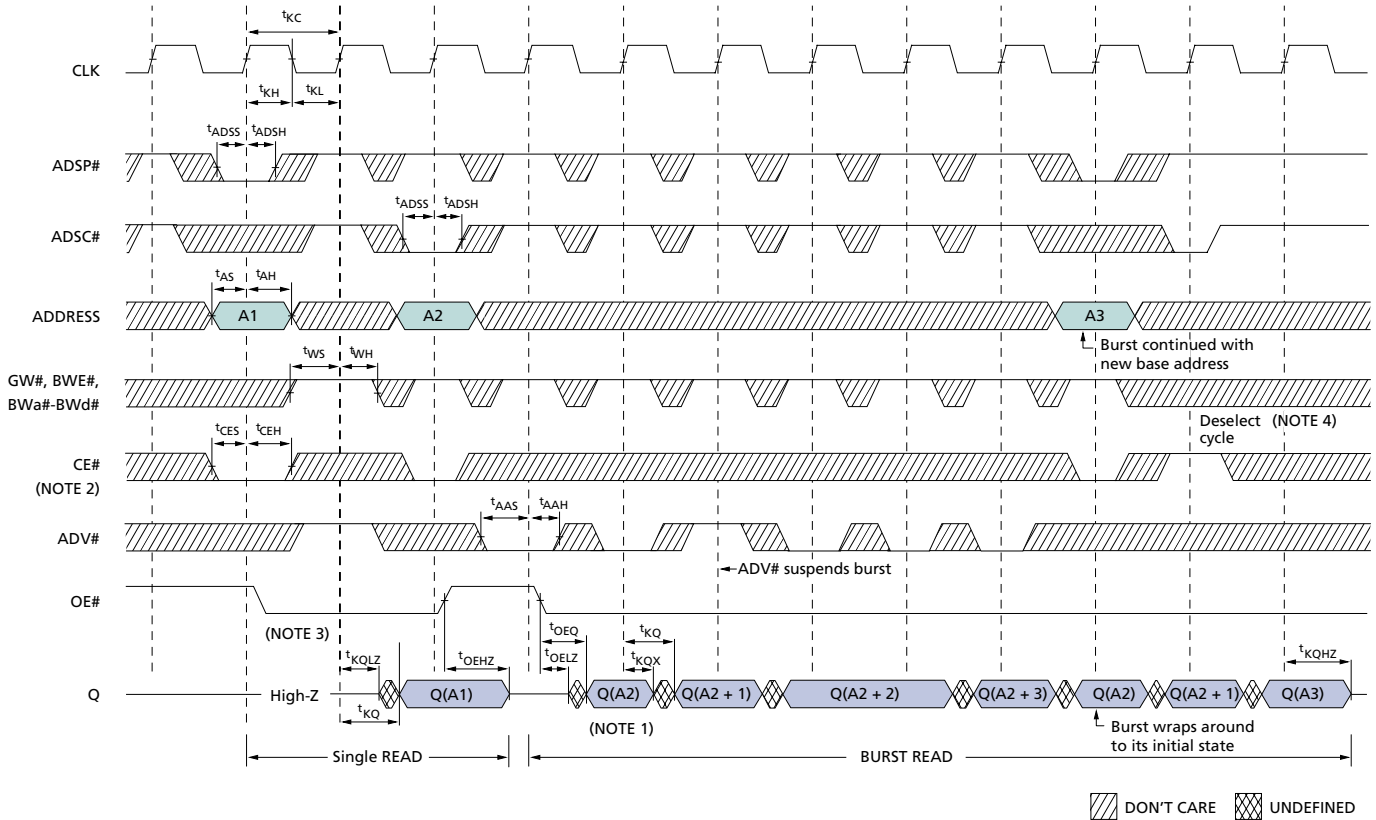 tKC
CLK
tKH tKL
tADSS tADSH
ADSP#
tADSS tADSH
ADSC#
tAS tAH
ADDRESS A1 A2 A3
Burst continued with
new base address
tWS tWH
GW#, BWE#,
BWa#-BWd#
Deselect (NOTE 4)
cycle
tCES tCEH
CE#
(NOTE 2)
tAAS tAAH
ADV#
ADV# suspends burst
OE#
(NOTE 3)
tKQLZ tOEHZ tOEQ tOELZ tKQ tKQX tKQHZ
Q High-Z Q(A1) Q(A2) Q(A2 + 1) Q(A2 + 2) Q(A2 + 3) Q(A2) Q(A2 + 1) Q(A3)
tKQ
(NOTE 1)
Burst wraps around
to its initial state
Single READ BURST READ
DON'T CARE UNDEFINED